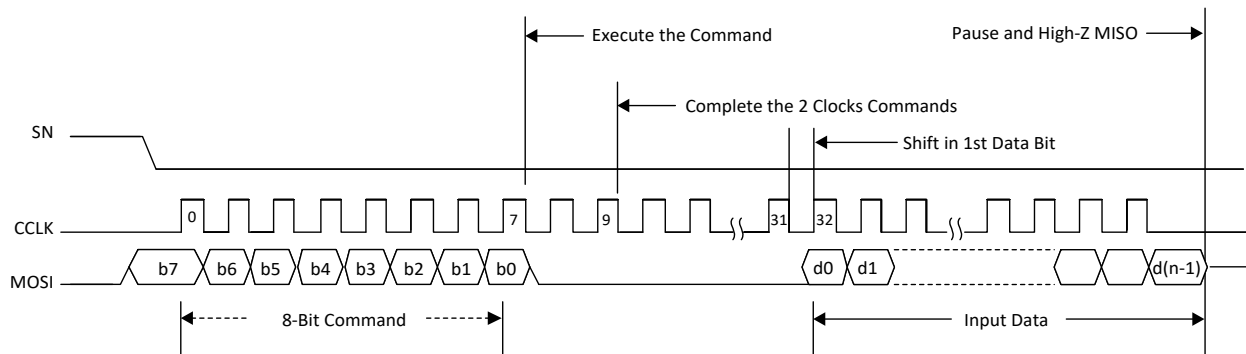 Execute the Command
Pause and High-Z MISO
Complete the 2 Clocks Commands
SN
Shift in 1st Data Bit
CCLK
0
7
9
31
32
MOSI
b7
b6
b5
b4
b3
b2
b1
b0
d0
d1
d(n-1)
8-Bit Command
Input Data